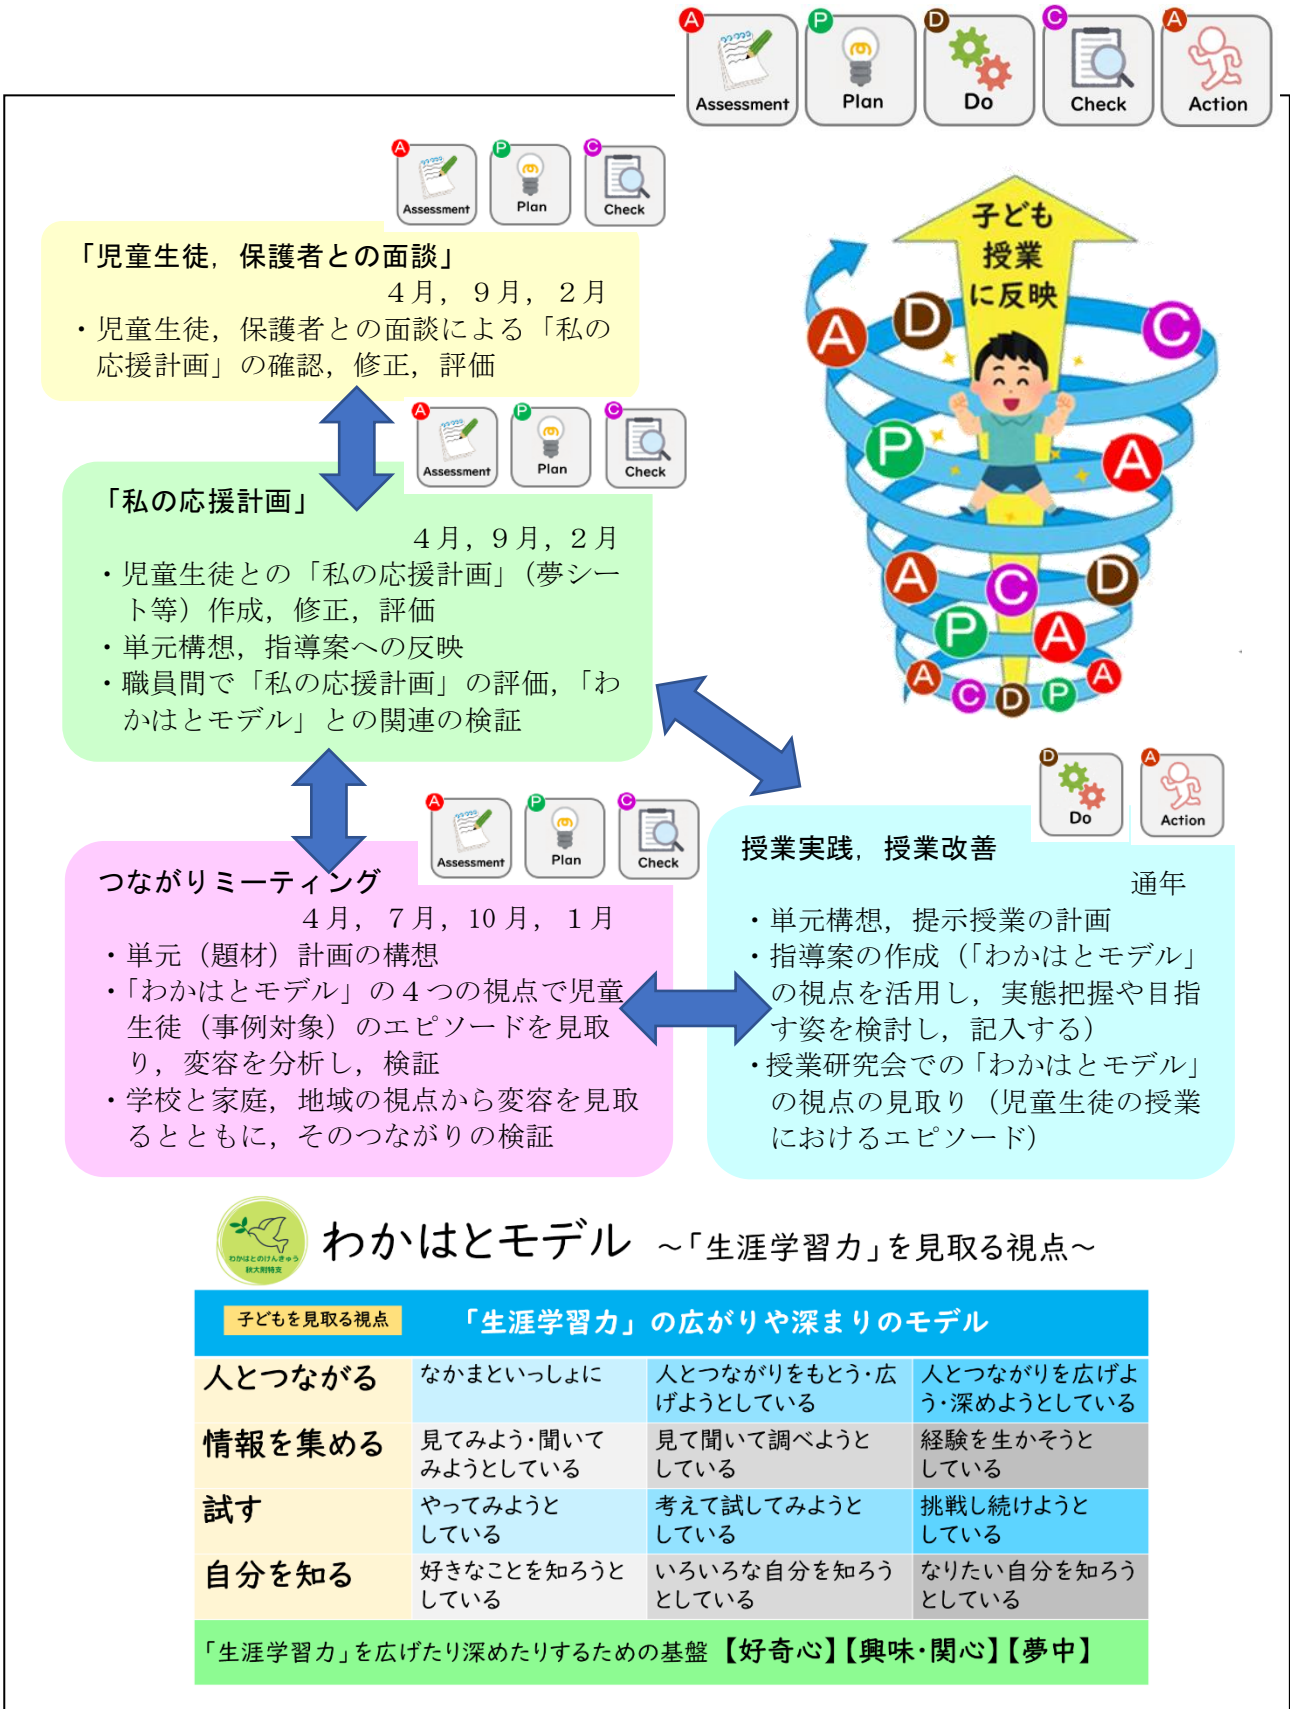 A P D C A
Assessment Plan Do Check Action
A P C
Assessment Plan Check
「児童生徒，保護者との面談」
４月，９月，２月
・児童生徒，保護者との面談による「私の
応援計画」の確認，修正，評価
A P C
Assessment Plan Check
「私の応援計画」
４月，９月，２月
・児童生徒との「私の応援計画」（夢シー
ト等）作成，修正，評価
・単元構想，指導案への反映
・職員間で「私の応援計画」の評価，「わ
かはとモデル」との関連の検証
子ども
授業
に反映
A D C
P A
A C D
P A
A C D P A
A P C
Assessment Plan Check
つながりミーティング
４月，７月，10月，１月
・単元（題材）計画の構想
・「わかはとモデル」の４つの視点で児童
生徒（事例対象）のエピソードを見取
り，変容を分析し，検証
・学校と家庭，地域の視点から変容を見取
るとともに，そのつながりの検証
D A
Do Action
授業実践，授業改善
通年
・単元構想，提示授業の計画
・指導案の作成（「わかはとモデル」
の視点を活用し，実態把握や目指
す姿を検討し，記入する）
・授業研究会での「わかはとモデル」
の視点の見取り（児童生徒の授業
におけるエピソード）
わかはとのけんきゅう
秋大附特支
わかはとモデル ～「生涯学習力」を見取る視点～
子どもを見取る視点 「生涯学習力」の広がりや深まりのモデル
人とつながる なかまといっしょに 人とつながりをもとう・広 人とつながりを広げよ
げようとしている う・深めようとしている
情報を集める 見てみよう・聞いて 見て聞いて調べようと 経験を生かそうと
みようとしている している している
試す やってみようと 考えて試してみようと 挑戦し続けようと
している している している
自分を知る 好きなことを知ろうと いろいろな自分を知ろう なりたい自分を知ろう
している としている としている
「生涯学習力」を広げたり深めたりするための基盤【好奇心】【興味・関心】【夢中】